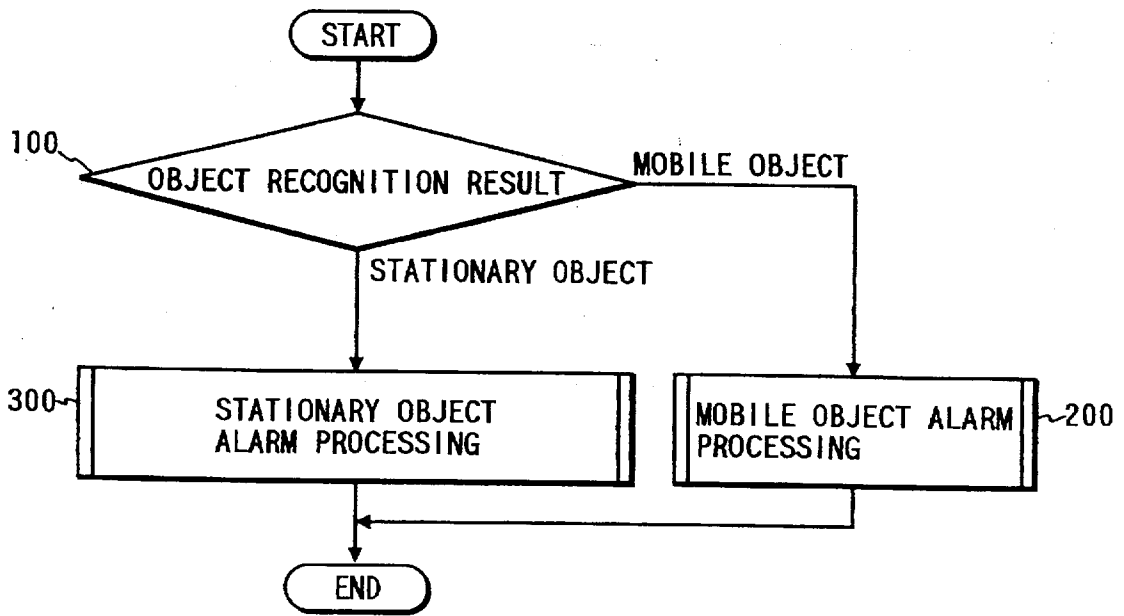 START
100
OBJECT RECOGNITION RESULT
MOBILE OBJECT
STATIONARY OBJECT
300
STATIONARY OBJECT
ALARM PROCESSING
MOBILE OBJECT ALARM
PROCESSING
200
END